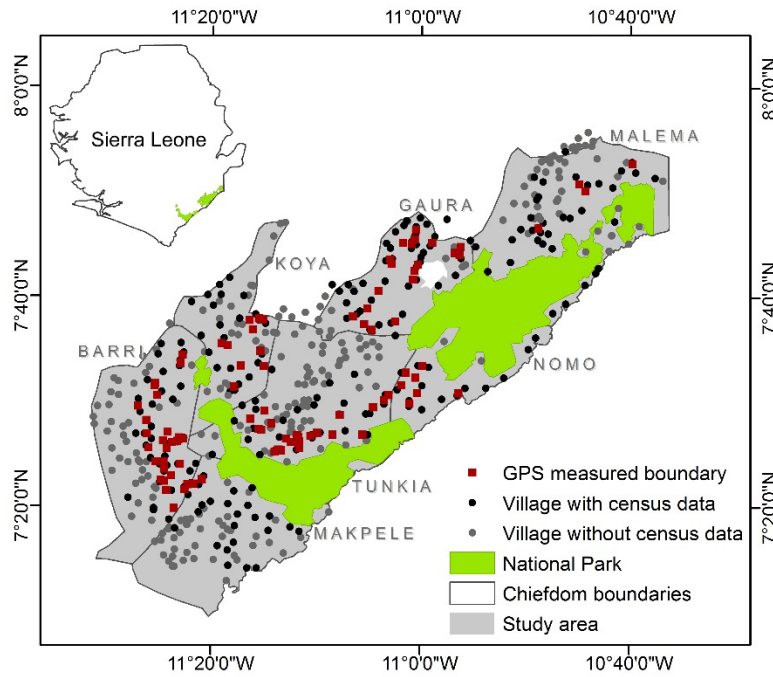 11°20'0"W 11°0'0"W 10°40'0"W
8°0'0"N
8°0'0"N
Sierra Leone
MALEMA
GAURA
KOYA
7°40'0"N
7°40'0"N
BARRI
NOMO
GPS measured boundary
TUNKIA
Village with census data
7°20'0"N
7°20'0"N
MAKPELE
Village without census data
National Park
Chiefdom boundaries
Study area
11°20'0"W 11°0'0"W 10°40'0"W